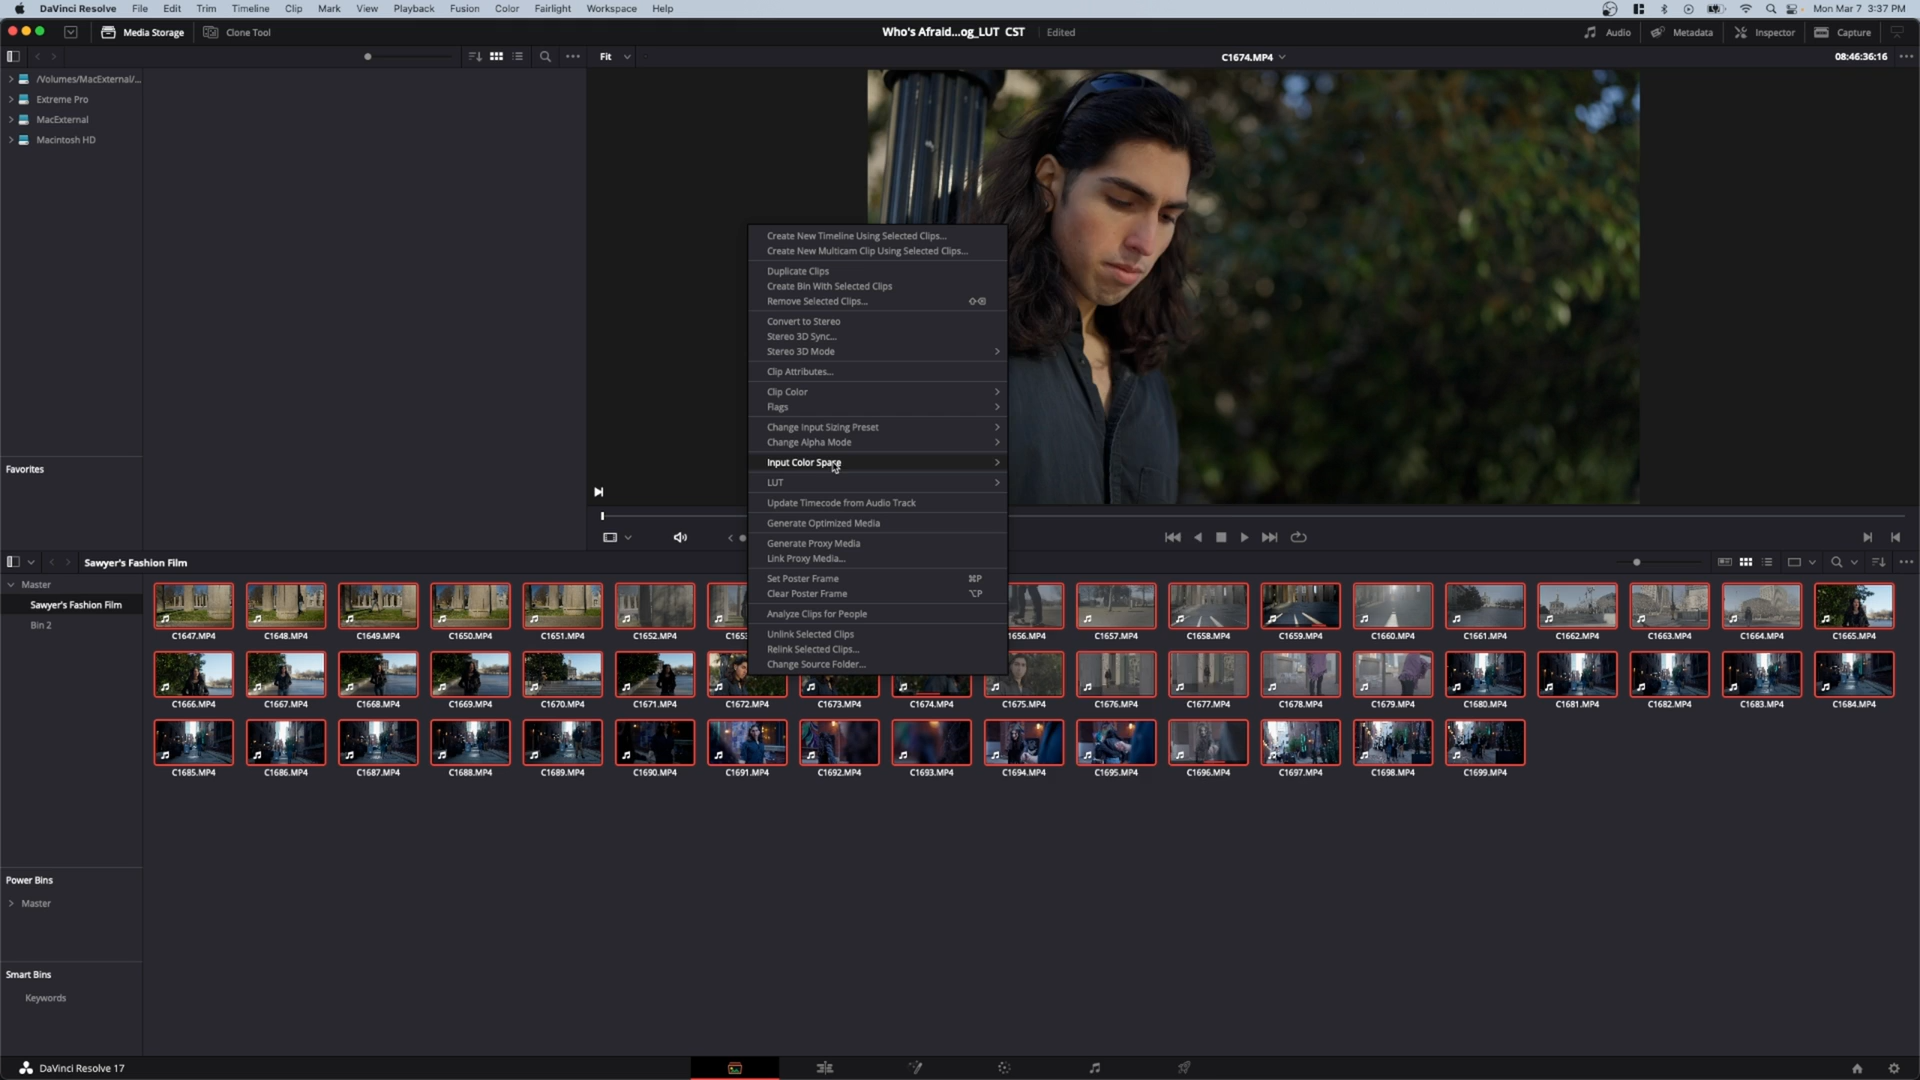 DaVinci Resolve File Edit Trim Timeline Clip Mark View Playback Fusion Color Fairlight Workspace Help Mon Mar 7 3:37 PM
Media Storage Clone Tool Who's Afraid...og_LUT CST Edited Audio Metadata Inspector Capture
Fit C1674.MP4 08:46:36:16
/Volumes/MacExternal/...
Extreme Pro
MacExternal
Macintosh HD
Favorites
Create New Timeline Using Selected Clips...
Create New Multicam Clip Using Selected Clips...
Duplicate Clips
Create Bin With Selected Clips
Remove Selected Clips...
Convert to Stereo
Stereo 3D Sync...
Stereo 3D Mode
Clip Attributes...
Clip Color
Flags
Change Input Sizing Preset
Change Alpha Mode
Input Color Space
LUT
Update Timecode from Audio Track
Generate Optimized Media
Generate Proxy Media
Link Proxy Media...
Set Poster Frame ⌘P
Clear Poster Frame ⌥P
Analyze Clips for People
Unlink Selected Clips
Relink Selected Clips...
Change Source Folder...
Sawyer's Fashion Film
Master
Sawyer's Fashion Film
Bin 2
C1647.MP4 C1648.MP4 C1649.MP4 C1650.MP4 C1651.MP4 C1652.MP4 C1653 1656.MP4 C1657.MP4 C1658.MP4 C1659.MP4 C1660.MP4 C1661.MP4 C1662.MP4 C1663.MP4 C1664.MP4 C1665.MP4
C1666.MP4 C1667.MP4 C1668.MP4 C1669.MP4 C1670.MP4 C1671.MP4 C1672.MP4 C1673.MP4 C1674.MP4 C1675.MP4 C1676.MP4 C1677.MP4 C1678.MP4 C1679.MP4 C1680.MP4 C1681.MP4 C1682.MP4 C1683.MP4 C1684.MP4
C1685.MP4 C1686.MP4 C1687.MP4 C1688.MP4 C1689.MP4 C1690.MP4 C1691.MP4 C1692.MP4 C1693.MP4 C1694.MP4 C1695.MP4 C1696.MP4 C1697.MP4 C1698.MP4 C1699.MP4
Power Bins
Master
Smart Bins
Keywords
DaVinci Resolve 17